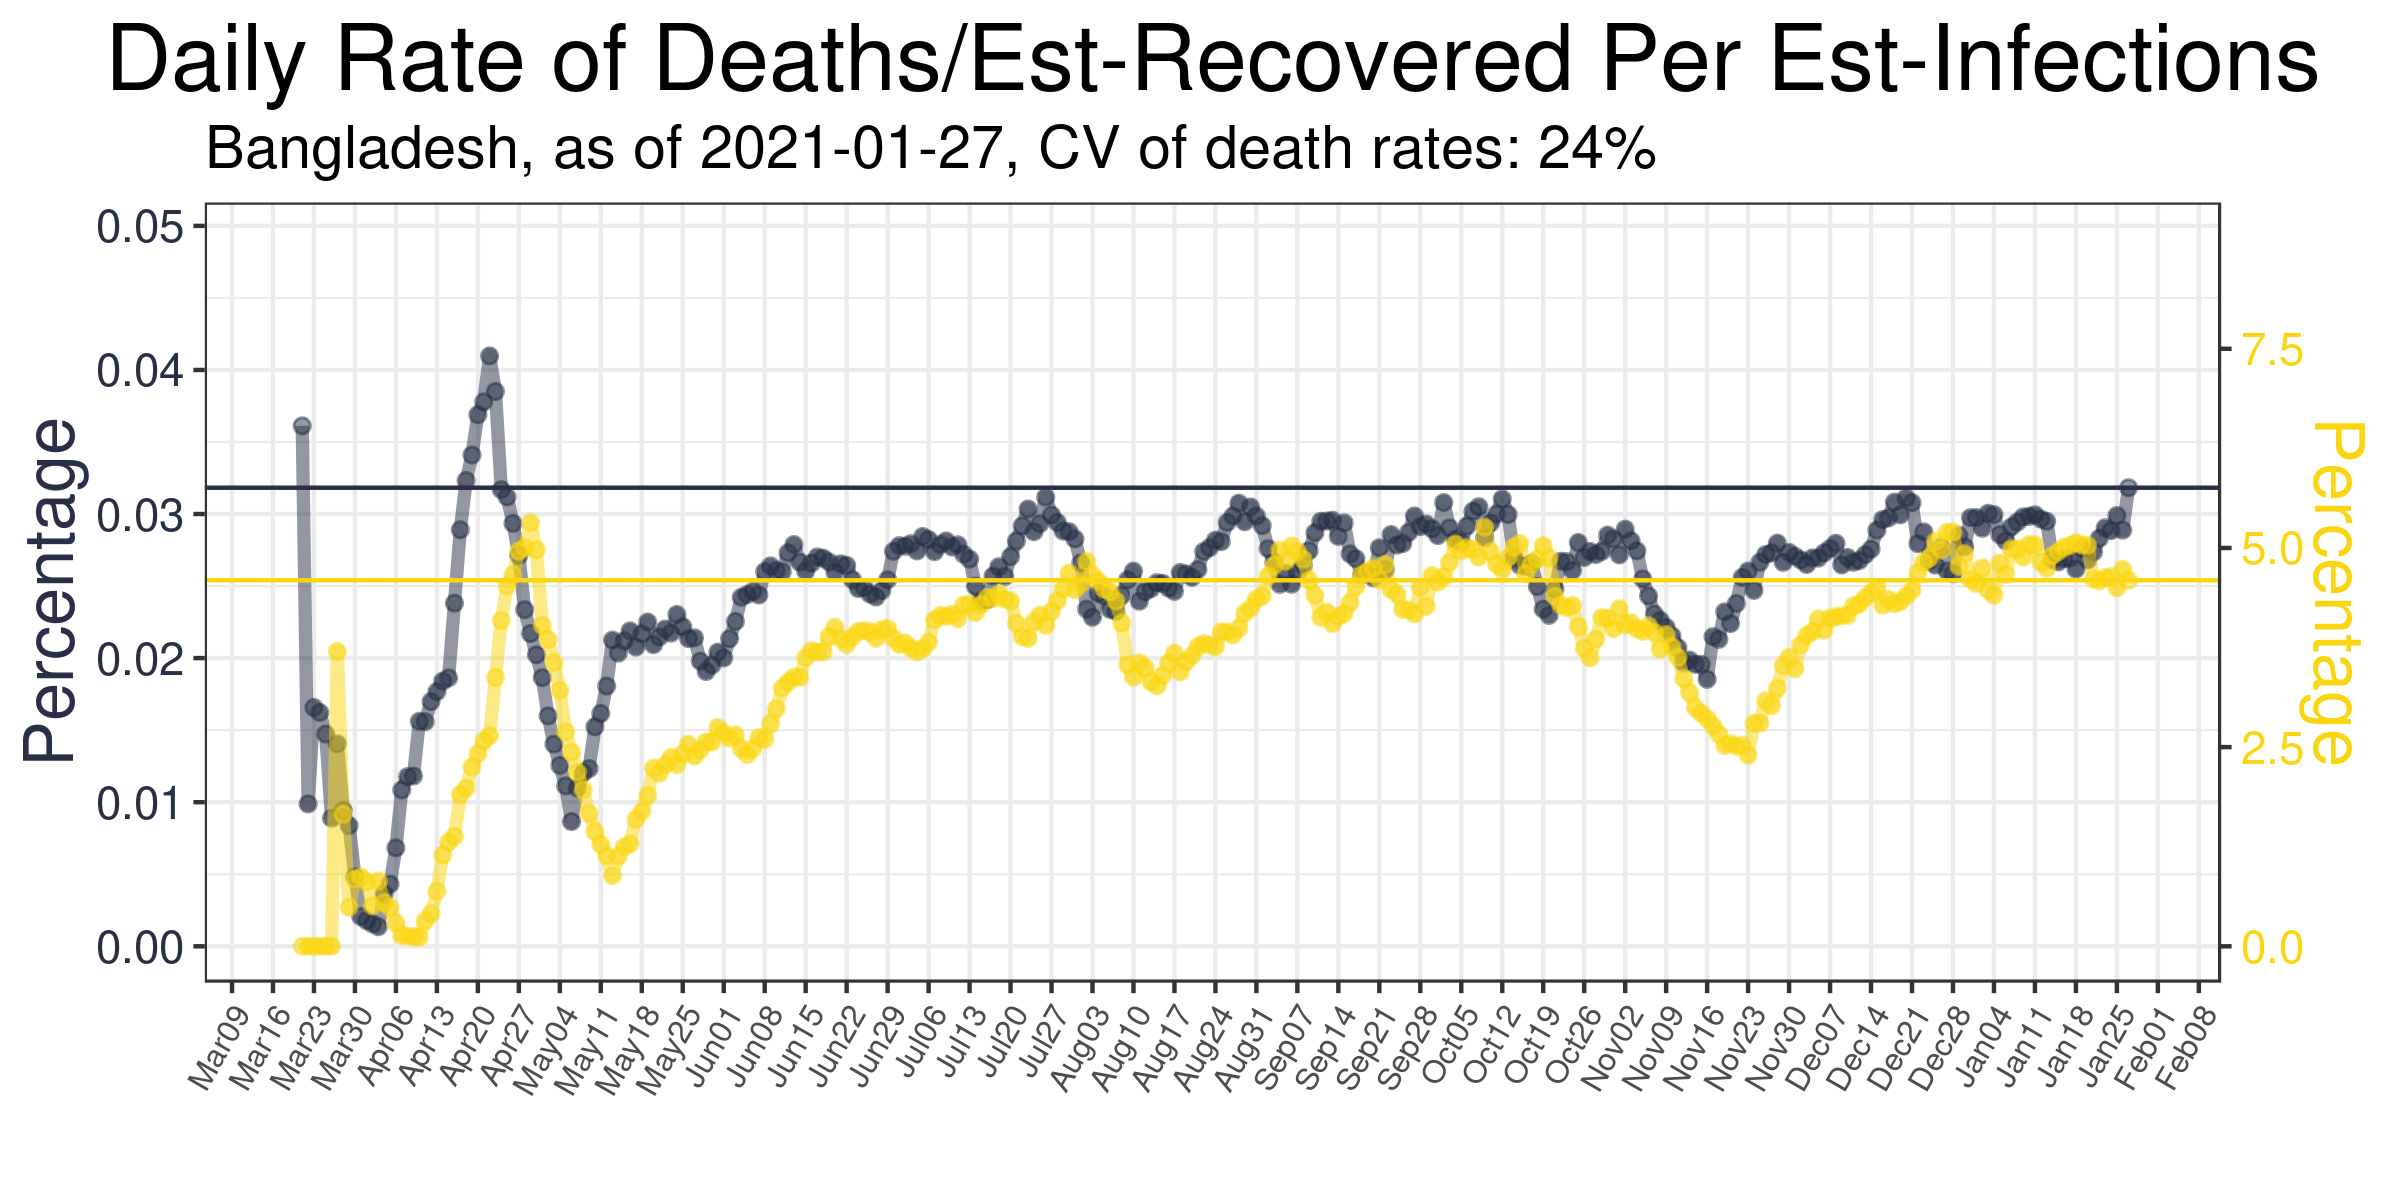 Daily Rate of Deaths/Est-Recovered Per Est-Infections
Bangladesh, as of 2021-01-27, CV of death rates: 24%
Percentage
0.05
0.04
0.03
0.02
0.01
0.00
7.5
5.0
2.5
0.0
Percentage
Mar09
Mar16
Mar23
Mar30
Apr06
Apr13
Apr20
Apr27
May04
May11
May18
May25
Jun01
Jun08
Jun15
Jun22
Jun29
Jul06
Jul13
Jul20
Jul27
Aug03
Aug10
Aug17
Aug24
Aug31
Sep07
Sep14
Sep21
Sep28
Oct05
Oct12
Oct19
Oct26
Nov02
Nov09
Nov16
Nov23
Nov30
Dec07
Dec14
Dec21
Dec28
Jan04
Jan11
Jan18
Jan25
Feb01
Feb08